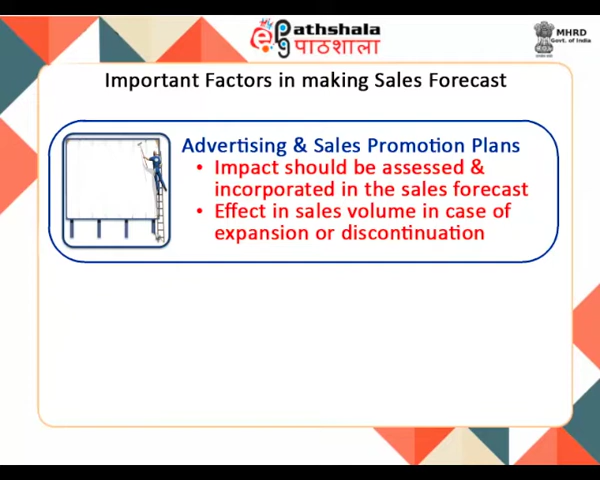 ePathshala
पाठशाला
MHRD
Govt. of India
Important Factors in making Sales Forecast
Advertising & Sales Promotion Plans
• Impact should be assessed &
incorporated in the sales forecast
• Effect in sales volume in case of
expansion or discontinuation